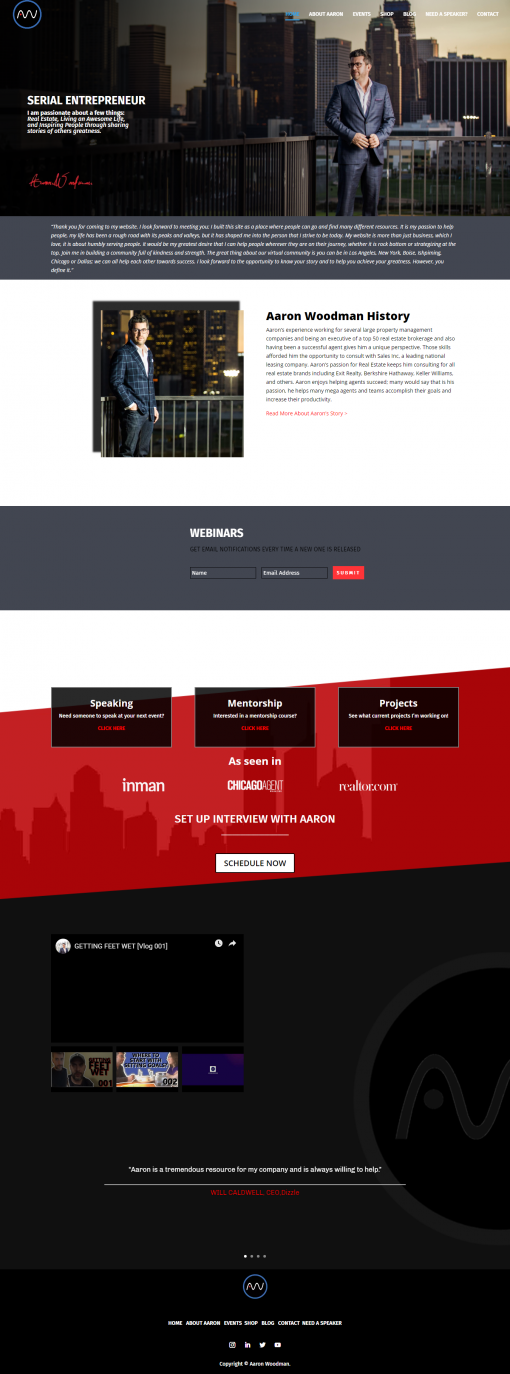 HOME ABOUT AARON EVENTS SHOP BLOG NEED A SPEAKER? CONTACT
SERIAL ENTREPRENEUR
I am passionate about a few things:
Real Estate, Living an Awesome Life,
and Inspiring People through sharing
stories of others greatness.
"Thank you for coming to my website. I look forward to meeting you; I built this site as a place where people can go and find many different resources. It is my passion to help
people, my life has been a rough road with its peaks and valleys, but it has shaped me into the person that I strive to be today. My website is more than just business, which I
love, it is about humbly serving people. It would be my greatest desire that I can help people wherever they are on their journey, whether it is rock bottom or strategizing at the
top. Join me in building a community full of kindness and strength. The great thing about our virtual community is you can be in Los Angeles, New York, Boise, Ishpiming,
Chicago or Dallas; we can all help each other towards success. I look forward to the opportunity to know your story and to help you achieve your greatness. However, you
define it."
Aaron Woodman History
Aaron's experience working for several large property management
companies and being an executive of a top 50 real estate brokerage and also
having been a successful agent gives him a unique perspective. Those skills
afforded him the opportunity to consult with Sales Inc. a leading national
leasing company. Aaron's passion for Real Estate keeps him consulting for all
real estate brands including Exit Realty, Berkshire Hathaway, Keller Williams,
and others. Aaron enjoys helping agents succeed; many would say that is his
passion, he helps many mega agents and teams accomplish their goals and
increase their productivity.
Read More About Aaron's Story >
WEBINARS
GET EMAIL NOTIFICATIONS EVERY TIME A NEW ONE IS RELEASED
Name Email Address SUBMIT
Speaking
Need someone to speak at your next event?
CLICK HERE
Mentorship
Interested in a mentorship course?
CLICK HERE
Projects
See what current projects I'm working on!
CLICK HERE
As seen in
inman CHICAGOAGENT realtor.com
SET UP INTERVIEW WITH AARON
SCHEDULE NOW
GETTING FEET WET [Vlog 001]
GETTING
FEET
WET
001
WHERE TO
START WITH
SETTING GOALS?
002
"Aaron is a tremendous resource for my company and is always willing to help."
WILL CALDWELL, CEO Dizzle
HOME ABOUT AARON EVENTS SHOP BLOG CONTACT NEED A SPEAKER
Copyright © Aaron Woodman.